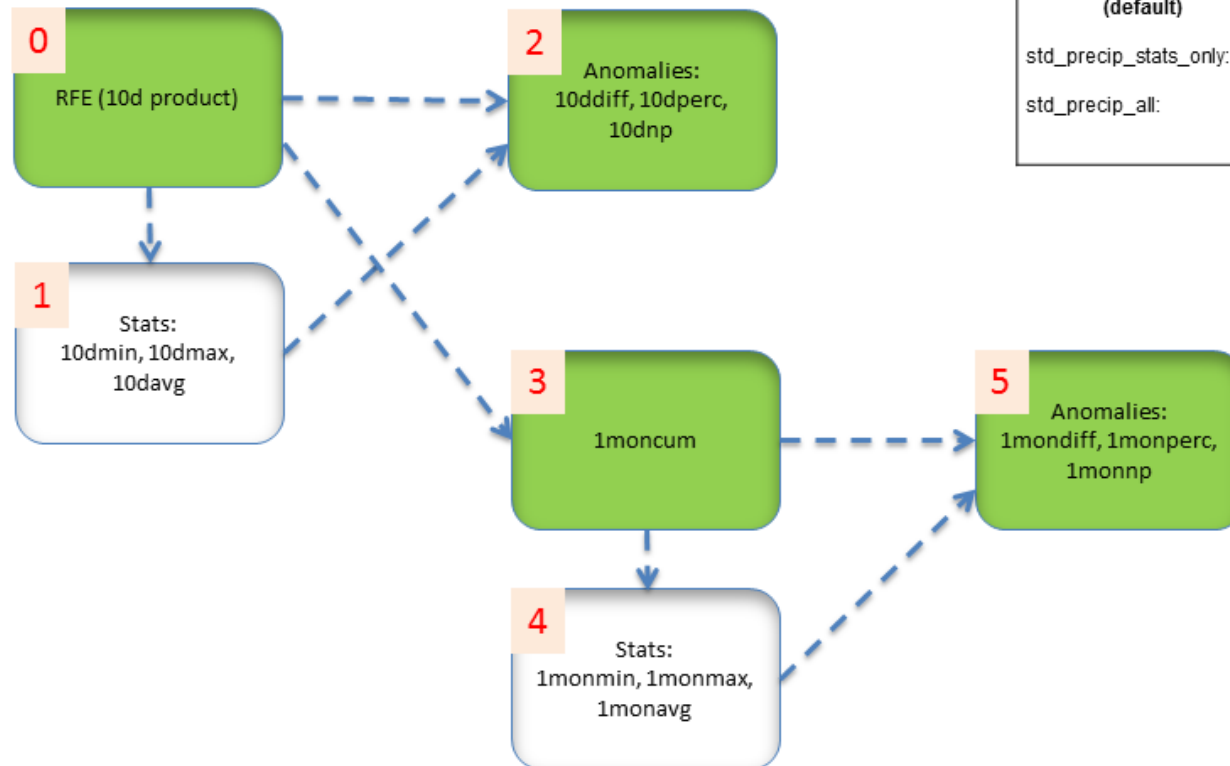 0
RFE (10d product)
2
Anomalies:
10ddiff, 10dperc,
10dnp
(default)
std_precip_stats_only:
std_precip_all:
1
Stats:
10dmin, 10dmax,
10davg
3
1moncum
5
Anomalies:
1mondiff, 1monperc,
1monnp
4
Stats:
1monmin, 1monmax,
1monavg